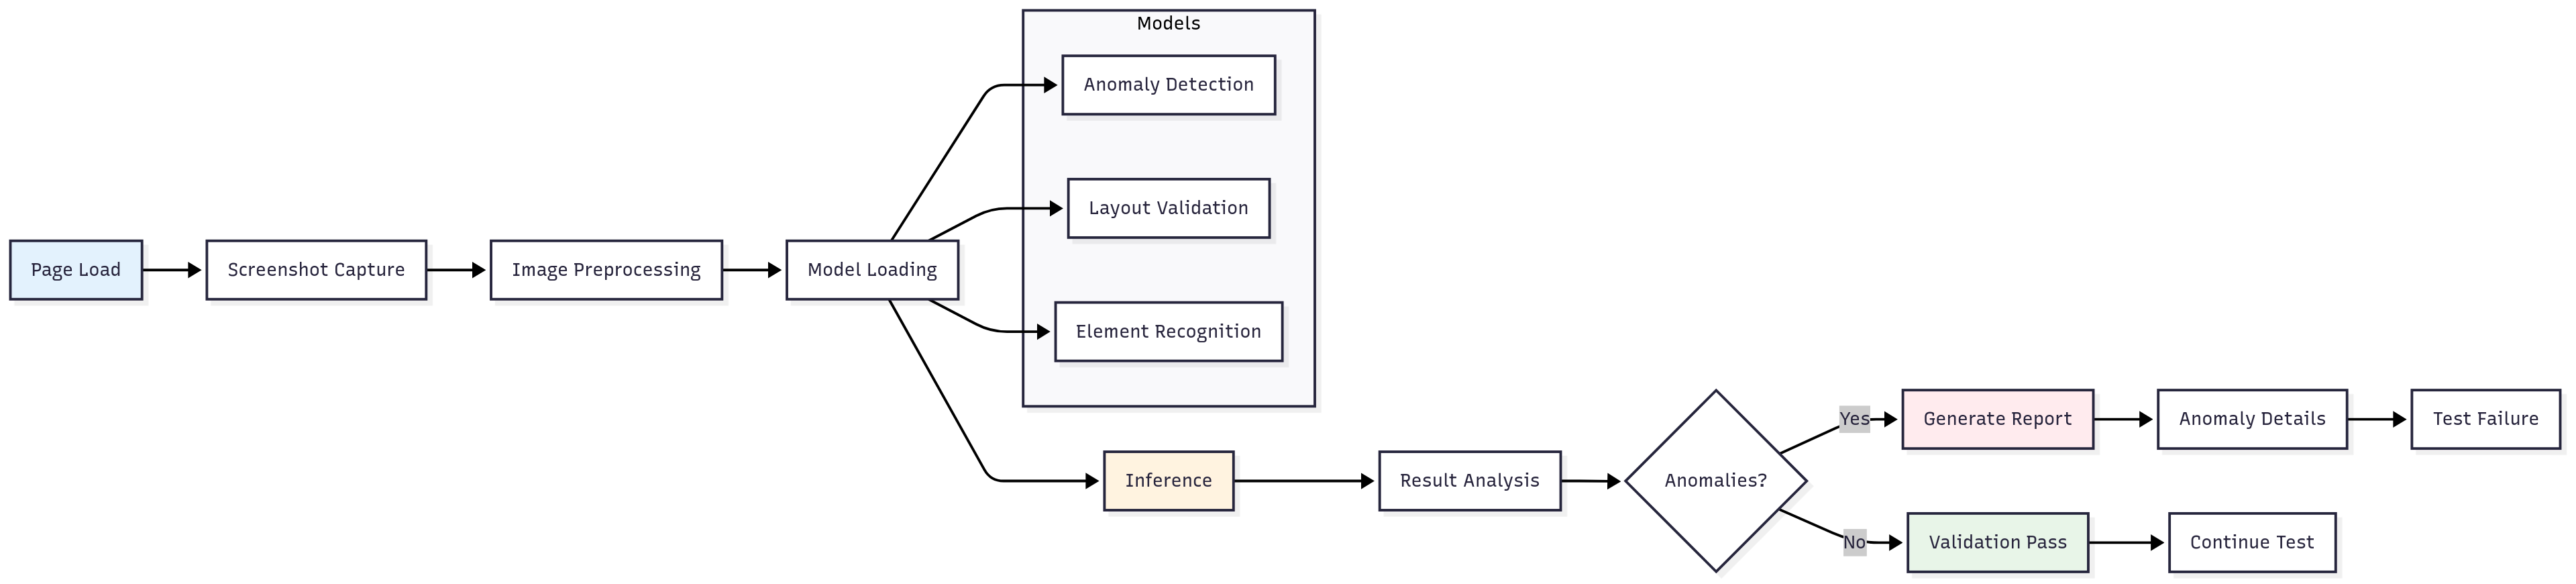 Models
Anomaly Detection
Layout Validation
Page Load
Screenshot Capture
Image Preprocessing
Model Loading
Element Recognition
Inference
Result Analysis
Anomalies?
Yes
Generate Report
Anomaly Details
Test Failure
No
Validation Pass
Continue Test